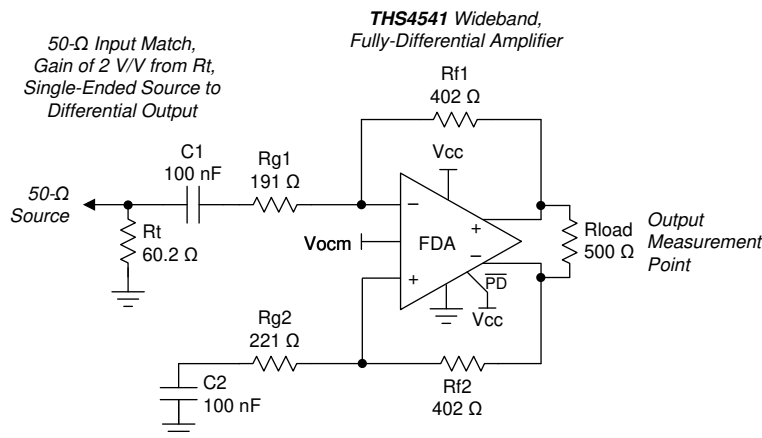 THS4541 Wideband,
Fully-Differential Amplifier
50-Ω Input Match,
Gain of 2 V/V from Rt,
Single-Ended Source to
Differential Output
Rf1
402 Ω
C1
100 nF
Rg1
191 Ω
Vcc
50-Ω
Source
Rt
60.2 Ω
Vocm
−
+
FDA
+
−
PD
Vcc
Rload
500 Ω
Output
Measurement
Point
Rg2
221 Ω
C2
100 nF
Rf2
402 Ω